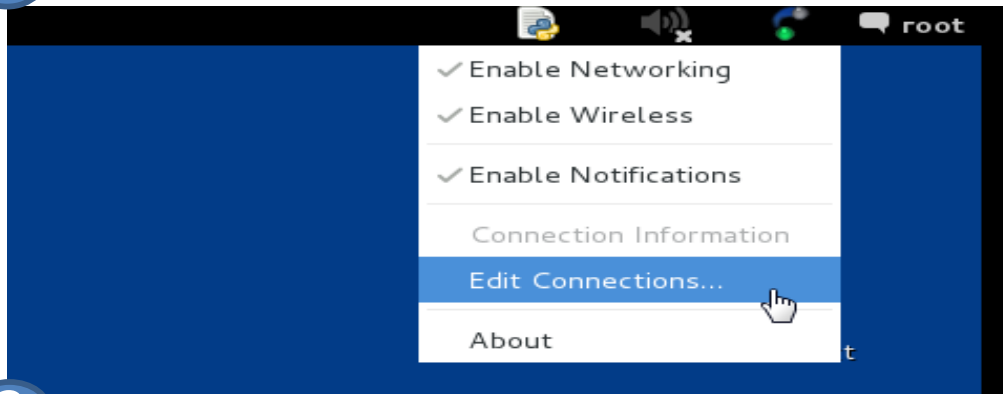 root
Enable Networking
Enable Wireless
Enable Notifications
Connection Information
Edit Connections...
About
t